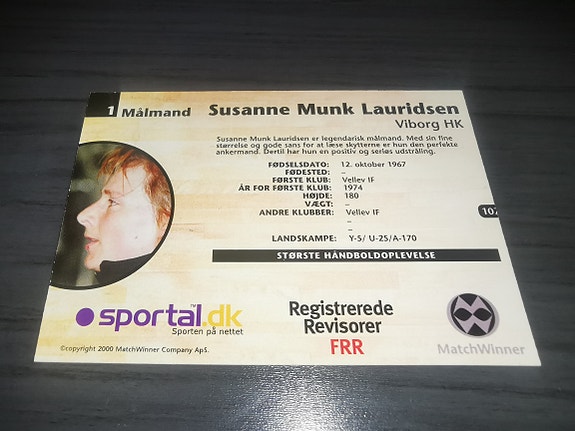 1 Målmand
Susanne Munk Lauridsen
Viborg HK
Susanne Munk Lauridsen er legendarisk målmand. Med sin fine
størrelse og gode sans for at læse skytterne er hun den perfekte
ankermand. Dertil har hun en positiv og seriøs udstråling.
FØDSELSDATO: 12. oktober 1967
FØDESTED: –
FØRSTE KLUB: Vellev IF
ÅR FOR FØRSTE KLUB: 1974
HØJDE: 180
VÆGT: –
ANDRE KLUBBER: Vellev IF
–
–
LANDSKAMPE: Y-5/ U-25/A-170
107
STØRSTE HÅNDBOLDOPLEVELSE
sportal.dk™
Sporten på nettet
Registrerede
Revisorer
FRR
MatchWinner
©copyright 2000 MatchWinner Company ApS.